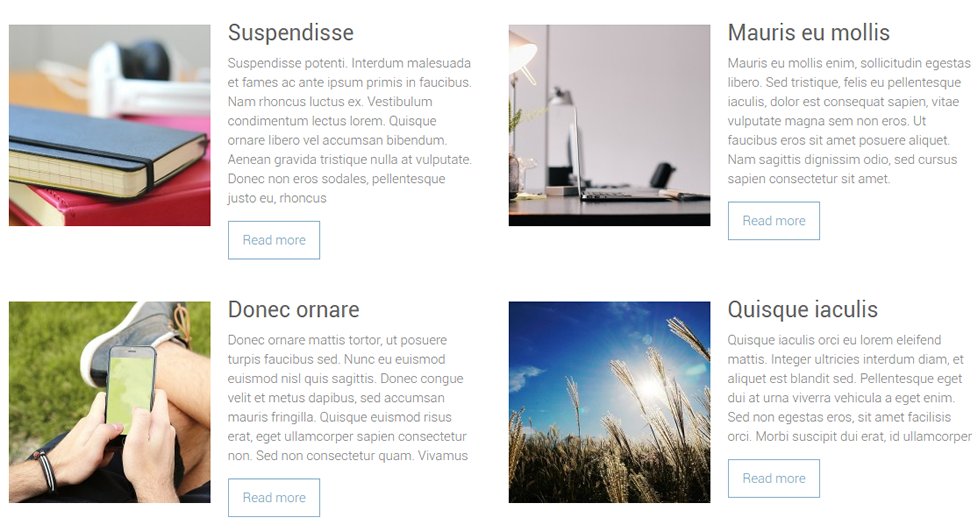 Suspendisse
Suspendisse potenti. Interdum malesuada
et fames ac ante ipsum primis in faucibus.
Nam rhoncus luctus ex. Vestibulum
condimentum lectus lorem. Quisque
ornare libero vel accumsan bibendum.
Aenean gravida tristique nulla at vulputate.
Donec non eros sodales, pellentesque
justo eu, rhoncus
Read more
Mauris eu mollis
Mauris eu mollis enim, sollicitudin egestas
libero. Sed tristique, felis eu pellentesque
iaculis, dolor est consequat sapien, vitae
vulputate magna sem non eros. Ut
faucibus eros sit amet posuere aliquet.
Nam sagittis dignissim odio, sed cursus
sapien consectetur sit amet.
Read more
Donec ornare
Donec ornare mattis tortor, ut posuere
turpis faucibus sed. Nunc eu euismod
euismod nisl quis sagittis. Donec congue
velit et metus dapibus, sed accumsan
mauris fringilla. Quisque euismod risus
erat, eget ullamcorper sapien consectetur
non. Sed non consectetur quam. Vivamus
Read more
Quisque iaculis
Quisque iaculis orci eu lorem eleifend
mattis. Integer ultricies interdum diam, et
aliquet est blandit sed. Pellentesque eget
dui at urna viverra vehicula a eget enim.
Sed non egestas eros, sit amet facilisis
orci. Morbi suscipit dui erat, id ullamcorper
Read more